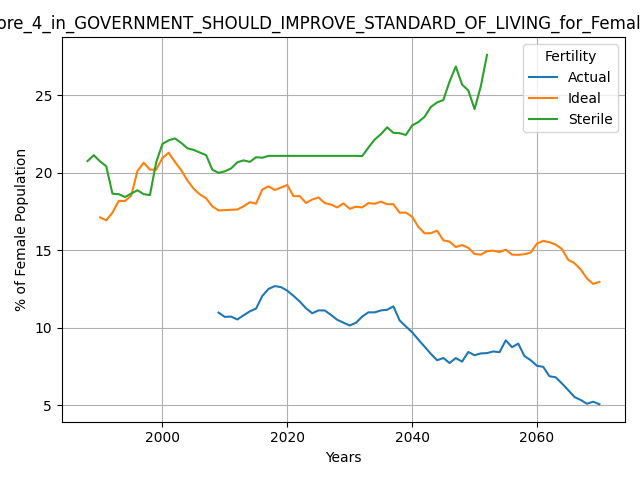 ore_4_in_GOVERNMENT_SHOULD_IMPROVE_STANDARD_OF_LIVING_for_Femal
Fertility
Actual
Ideal
Sterile
% of Female Population
25
20
15
10
5
2000
2020
2040
2060
Years